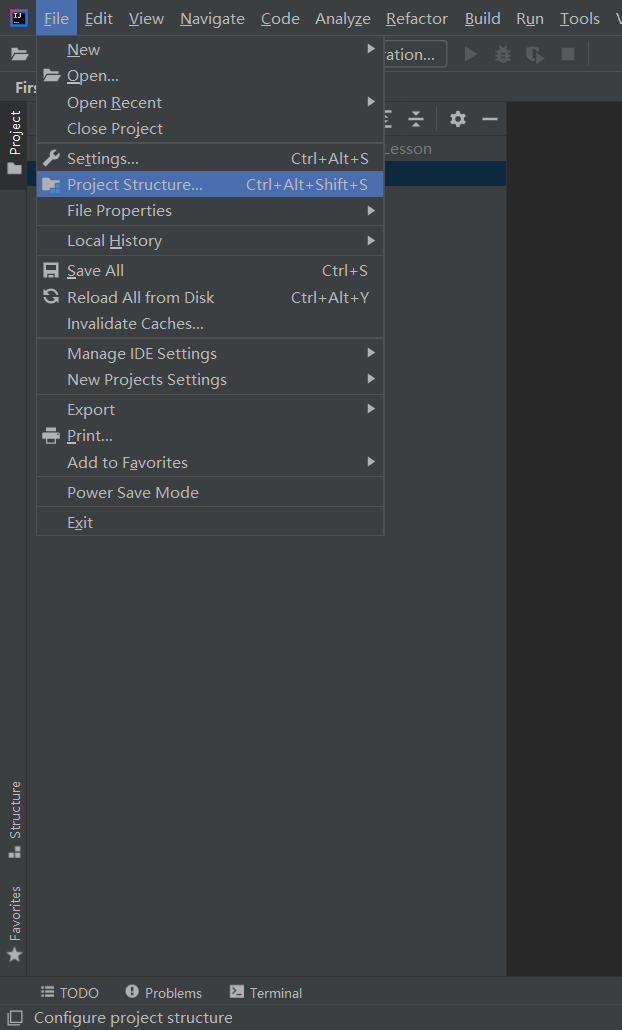 IJ
File Edit View Navigate Code Analyze Refactor Build Run Tools
ration...
Firs
Project
Lesson
New
Open...
Open Recent
Close Project
Settings... Ctrl+Alt+S
Project Structure... Ctrl+Alt+Shift+S
File Properties
Local History
Save All Ctrl+S
Reload All from Disk Ctrl+Alt+Y
Invalidate Caches...
Manage IDE Settings
New Projects Settings
Export
Print...
Add to Favorites
Power Save Mode
Exit
Structure
Favorites
TODO Problems Terminal
Configure project structure